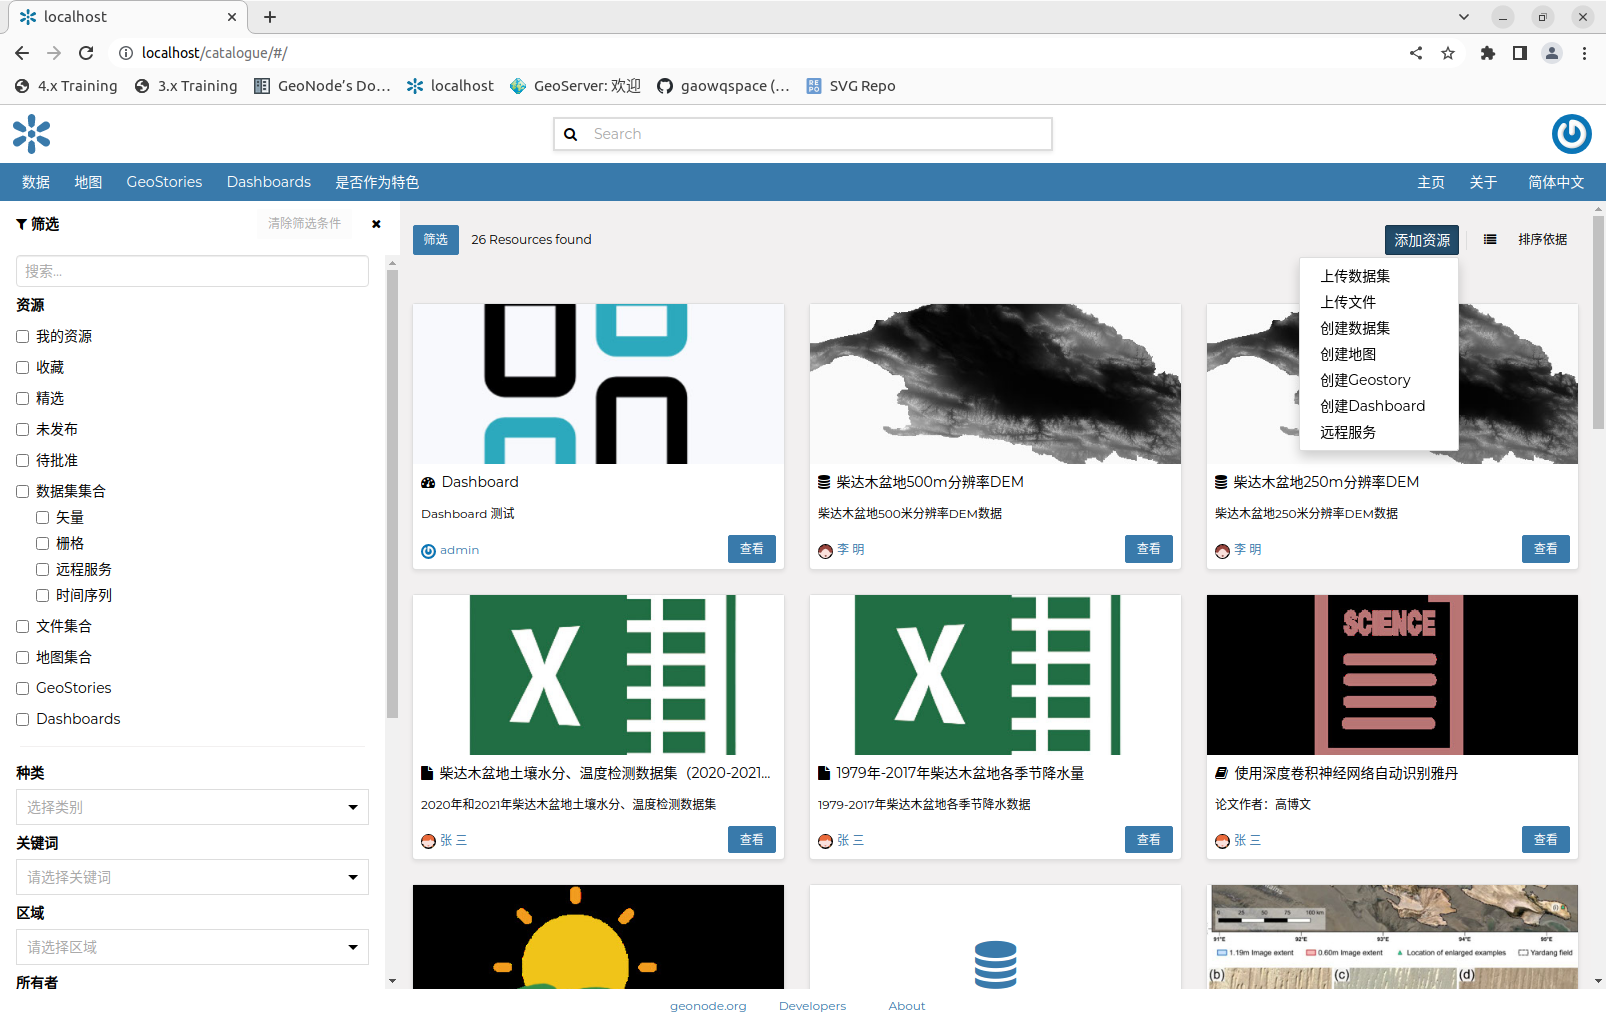 localhost
localhost/catalogue/#/
4.x Training
3.x Training
GeoNode’s Do…
localhost
GeoServer: 欢迎
gaowqspace (…
SVG Repo
Search
数据
地图
GeoStories
Dashboards
是否作为特色
主页
关于
简体中文
筛选
清除筛选条件
搜索...
资源
我的资源
收藏
精选
未发布
待批准
数据集集合
矢量
栅格
远程服务
时间序列
文件集合
地图集合
GeoStories
Dashboards
种类
选择类别
关键词
请选择关键词
区域
请选择区域
所有者
筛选
26 Resources found
添加资源
排序依据
上传数据集
上传文件
创建数据集
创建地图
创建Geostory
创建Dashboard
远程服务
Dashboard
Dashboard 测试
admin
查看
柴达木盆地500m分辨率DEM
柴达木盆地500米分辨率DEM数据
李 明
查看
柴达木盆地250m分辨率DEM
柴达木盆地250米分辨率DEM数据
李 明
查看
柴达木盆地土壤水分、温度检测数据集（2020-2021...
2020年和2021年柴达木盆地土壤水分、温度检测数据集
张 三
查看
1979年-2017年柴达木盆地各季节降水量
1979-2017年柴达木盆地各季节降水数据
张 三
查看
SCIENCE
使用深度卷积神经网络自动识别雅丹
论文作者：高博文
张 三
查看
0 25 50 75 100 km
91°E 92°E 93°E 94°E 95°E
1.19m Image extent
0.60m Image extent
Location of enlarged examples
Yardang field
(b)
(c)
(d)
geonode.org
Developers
About